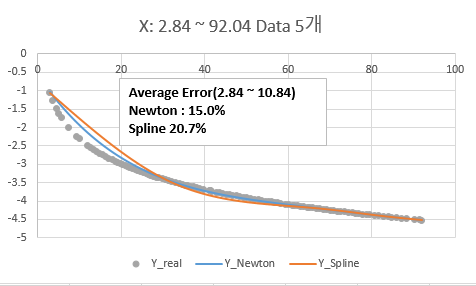 X: 2.84 ~ 92.04 Data 5개
0
0 20 40 60 80 100
-0.5
-1
-1.5
-2
-2.5
-3
-3.5
-4
-4.5
-5
Average Error(2.84 ~ 10.84)
Newton : 15.0%
Spline 20.7%
Y_real Y_Newton Y_Spline